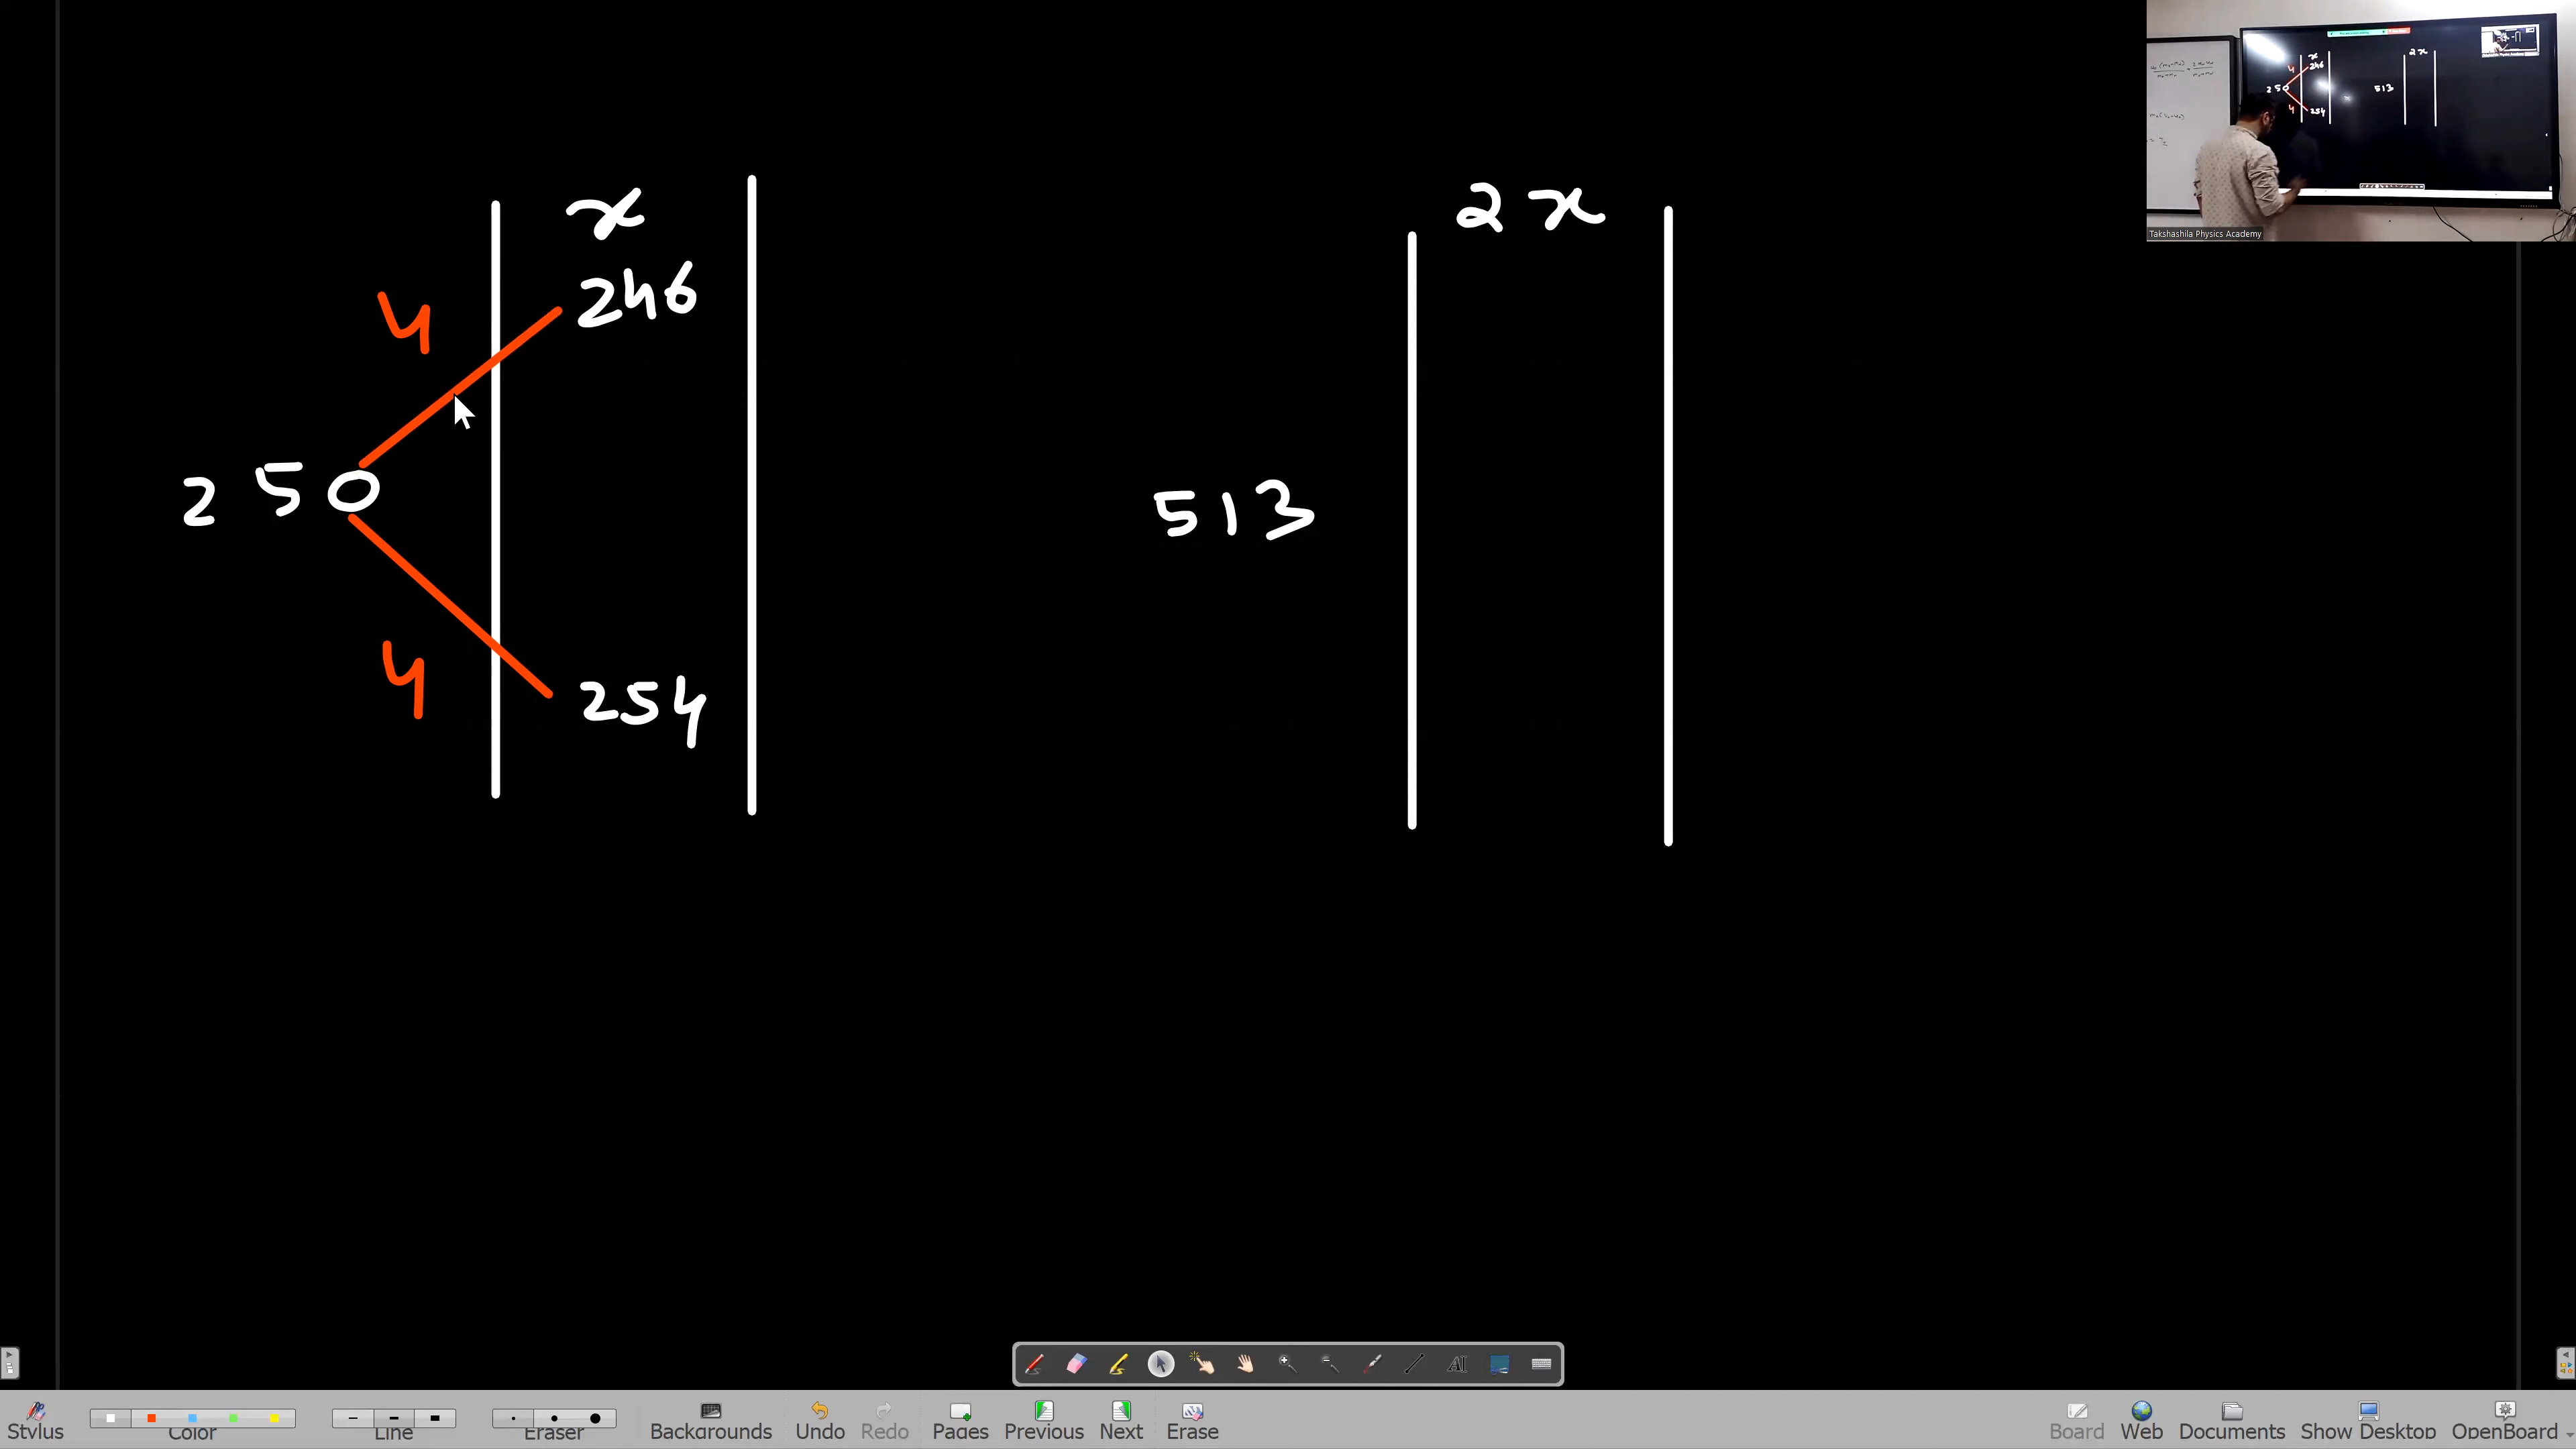 x
2x
246
4
250
513
4
254
Takshashila Physics Academy
Stylus
Color
Line
Eraser
Backgrounds
Undo
Redo
Pages
Previous
Next
Erase
Board
Web
Documents
Show Desktop
OpenBoard